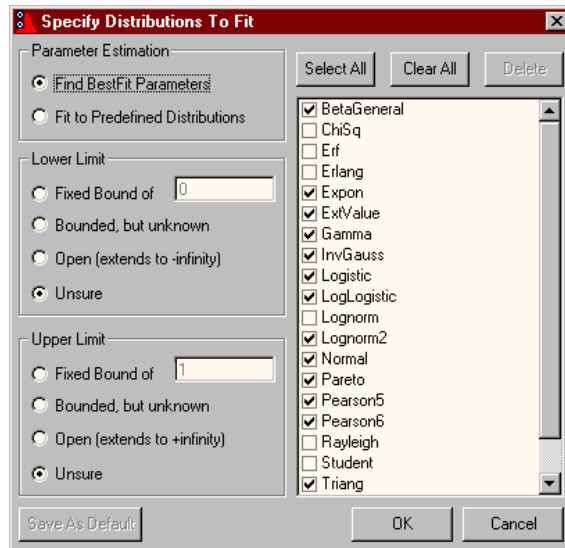 Specify Distributions To Fit
Parameter Estimation
Find BestFit Parameters
Fit to Predefined Distributions
Lower Limit
Fixed Bound of 0
Bounded, but unknown
Open (extends to -infinity)
Unsure
Upper Limit
Fixed Bound of 1
Bounded, but unknown
Open (extends to +infinity)
Unsure
Save As Default
Select All Clear All Delete
BetaGeneral
ChiSq
Erf
Erlang
Expon
ExtValue
Gamma
InvGauss
Logistic
LogLogistic
Lognorm
Lognorm2
Normal
Pareto
Pearson5
Pearson6
Rayleigh
Student
Triang
OK Cancel